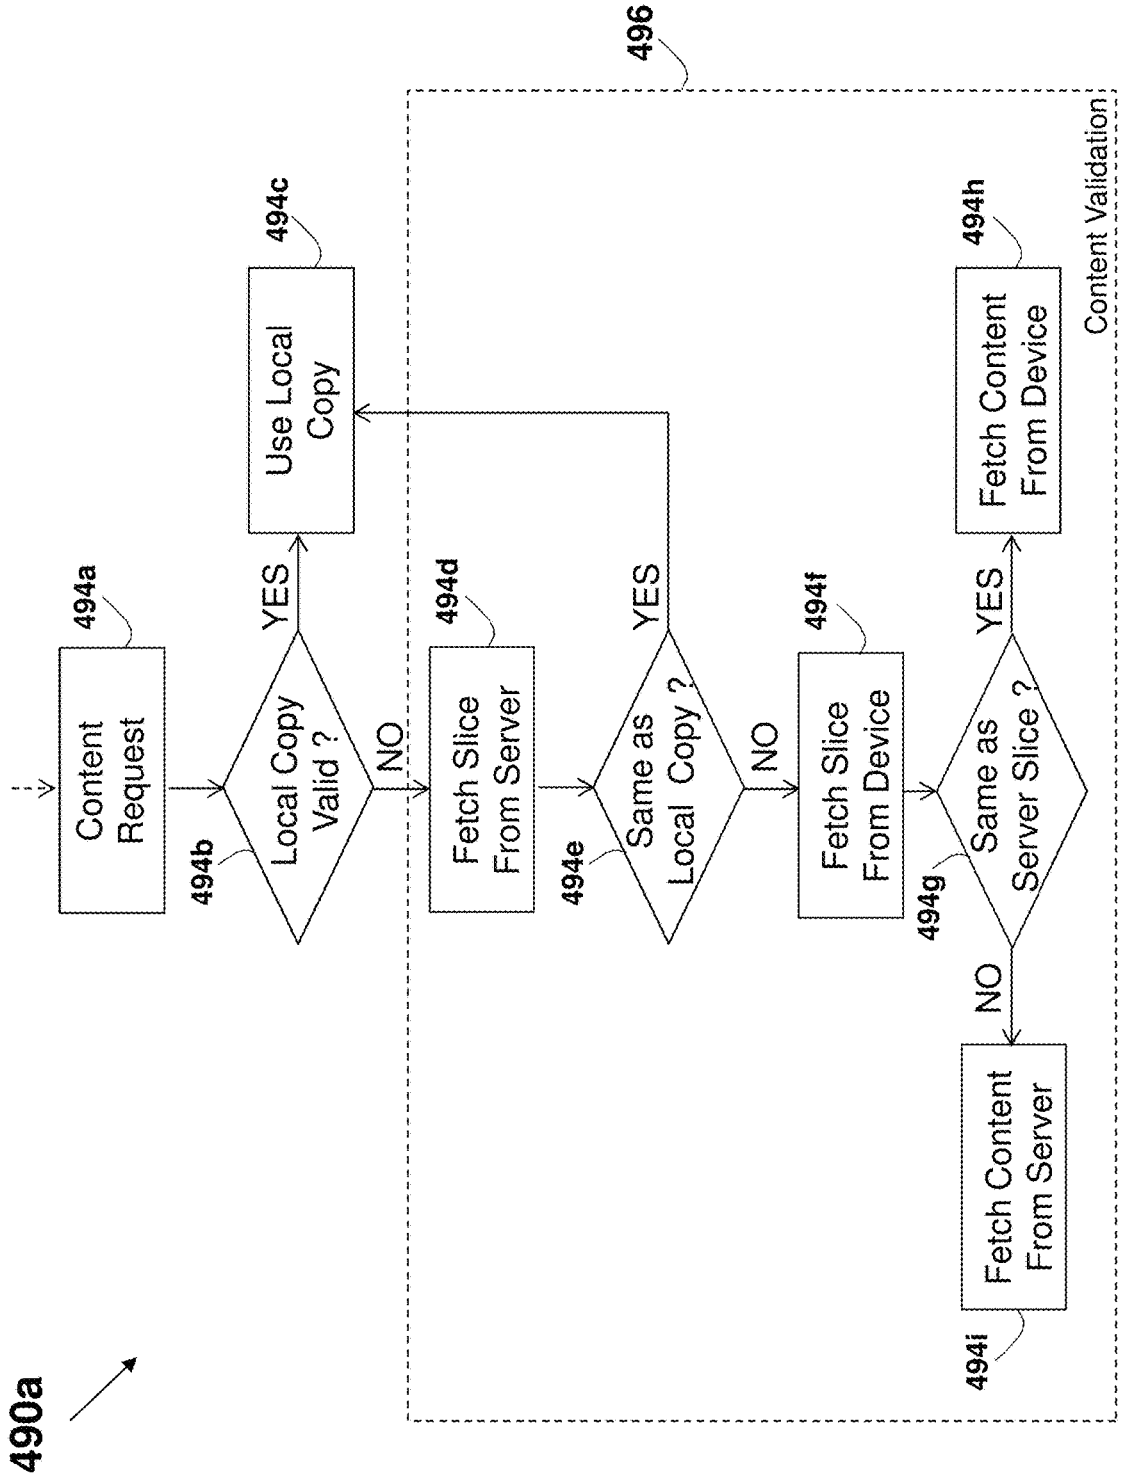 490a
494a
Content
Request
494b
Local Copy
Valid ?
YES
494c
Use Local
Copy
NO
496
494d
Fetch Slice
From Server
494e
Same as
Local Copy ?
YES
NO
494f
Fetch Slice
From Device
494g
Same as
Server Slice ?
YES
494h
Fetch Content
From Device
NO
494i
Fetch Content
From Server
Content Validation